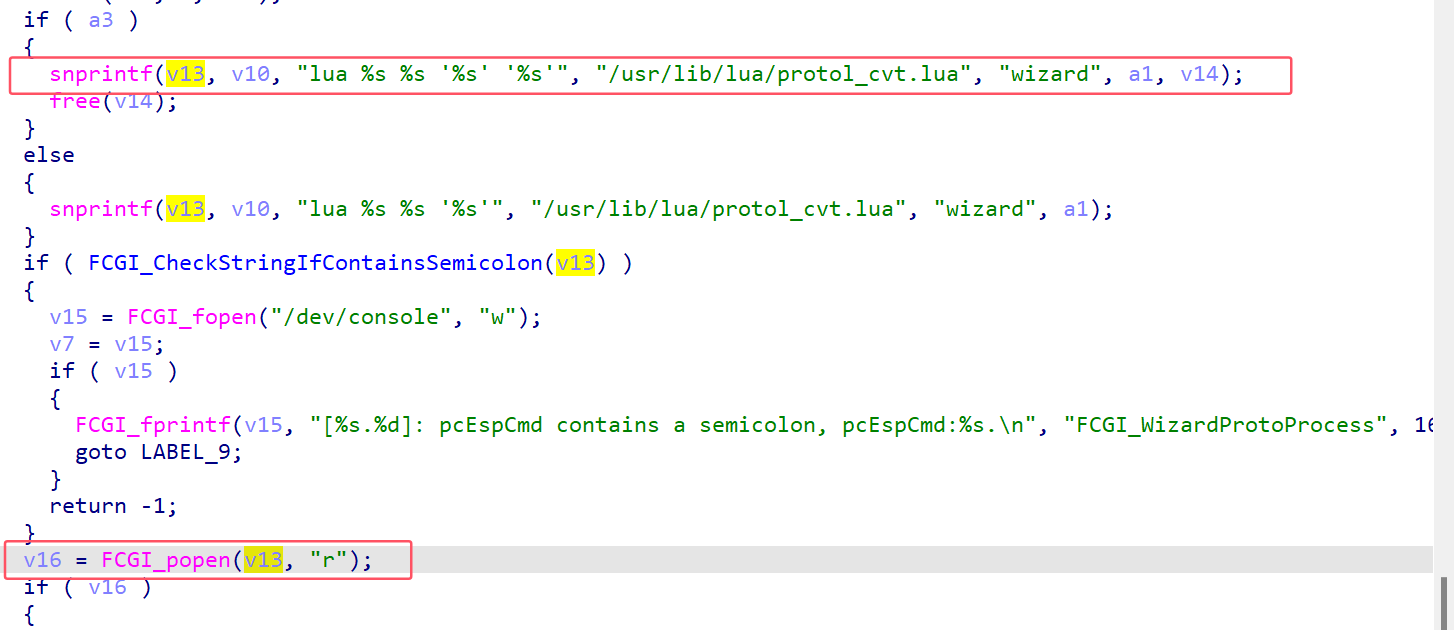 if ( a3 )
{
snprintf(v13, v10, "lua %s %s '%s' '%s'", "/usr/lib/lua/protol_cvt.lua", "wizard", a1, v14);
free(v14);
}
else
{
snprintf(v13, v10, "lua %s %s '%s'", "/usr/lib/lua/protol_cvt.lua", "wizard", a1);
}
if ( FCGI_CheckStringIfContainsSemicolon(v13) )
{
v15 = FCGI_fopen("/dev/console", "w");
v7 = v15;
if ( v15 )
{
FCGI_fprintf(v15, "[%s.%d]: pcEspCmd contains a semicolon, pcEspCmd:%s.\n", "FCGI_WizardProtoProcess", 16
goto LABEL_9;
}
return -1;
}
v16 = FCGI_popen(v13, "r");
if ( v16 )
{